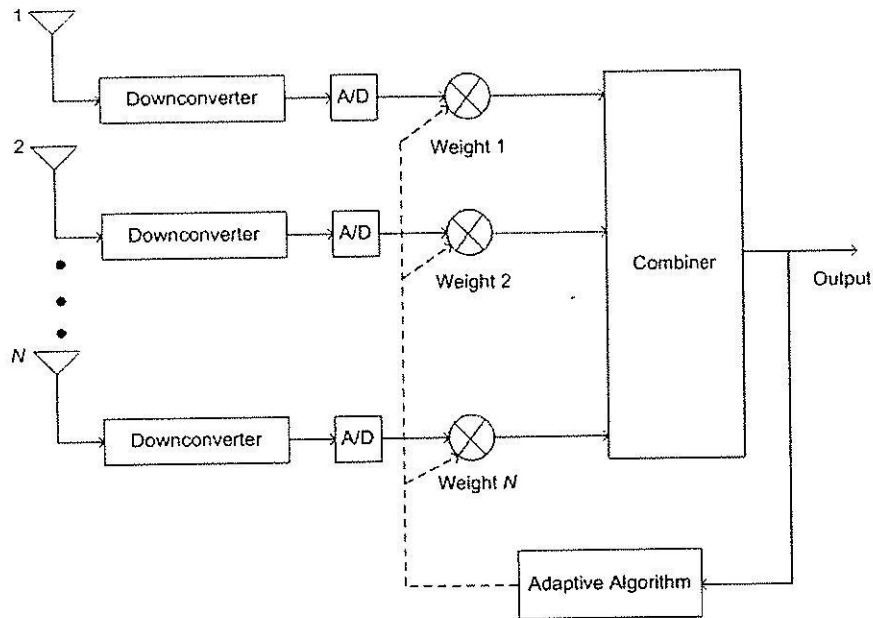 1
Downconverter
A/D
Weight 1
2
Downconverter
A/D
Weight 2
Combiner
Output
N
Downconverter
A/D
Weight N
Adaptive Algorithm